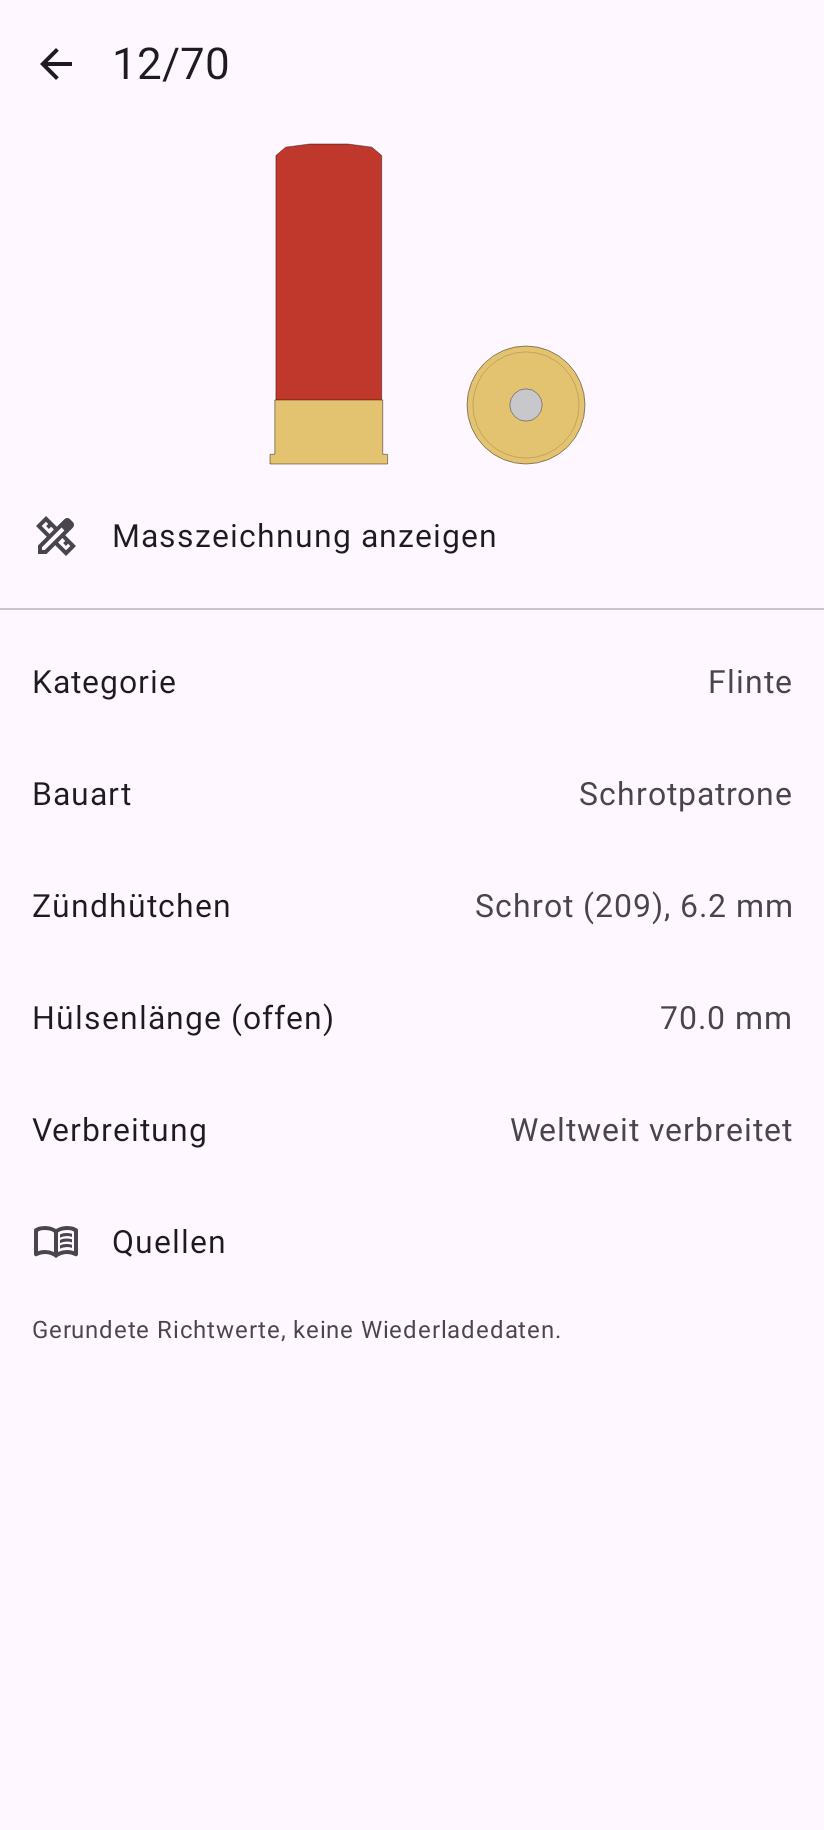 12/70
Masszeichnung anzeigen
Kategorie Flinte
Bauart Schrotpatrone
Zündhütchen Schrot (209), 6.2 mm
Hülsenlänge (offen) 70.0 mm
Verbreitung Weltweit verbreitet
Quellen
Gerundete Richtwerte, keine Wiederladedaten.